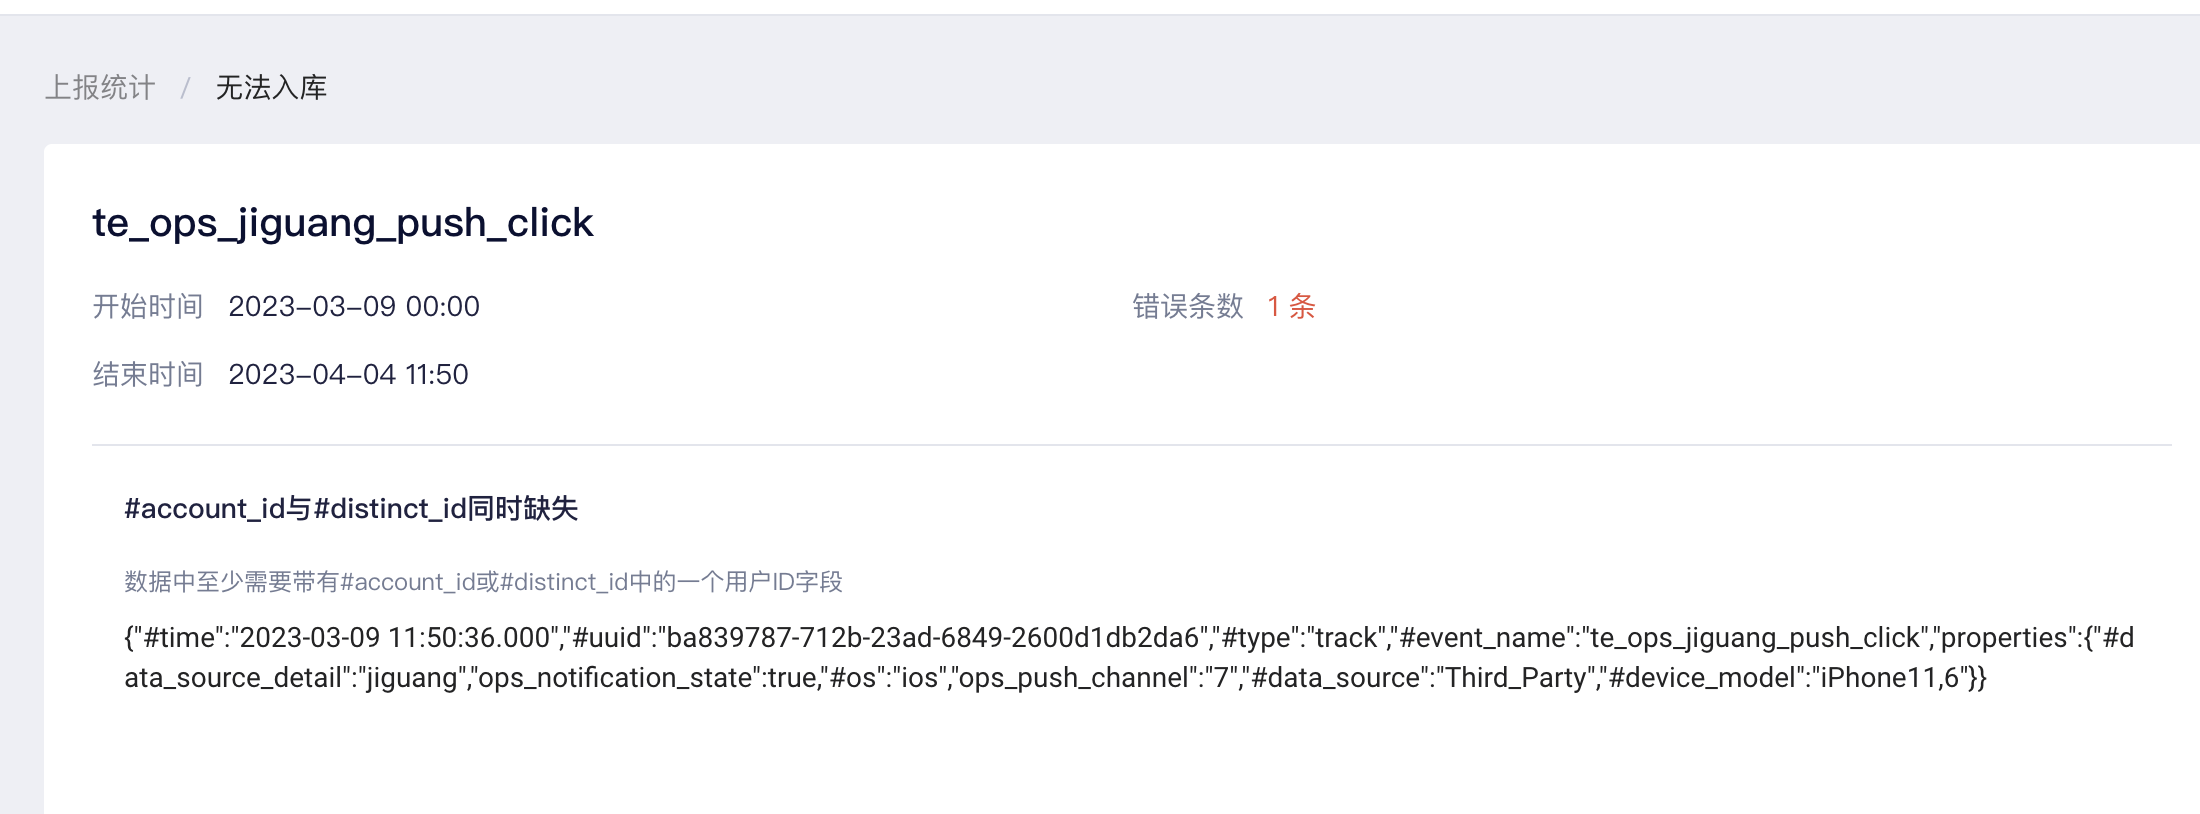 上报统计 / 无法入库
te_ops_jiguang_push_click
开始时间 2023-03-09 00:00 错误条数 1 条
结束时间 2023-04-04 11:50
#account_id与#distinct_id同时缺失
数据中至少需要带有#account_id或#distinct_id中的一个用户ID字段
{"#time":"2023-03-09 11:50:36.000","#uuid":"ba839787-712b-23ad-6849-2600d1db2da6","#type":"track","#event_name":"te_ops_jiguang_push_click","properties":{"#d
ata_source_detail":"jiguang","ops_notification_state":true,"#os":"ios","ops_push_channel":"7","#data_source":"Third_Party","#device_model":"iPhone11,6"}}